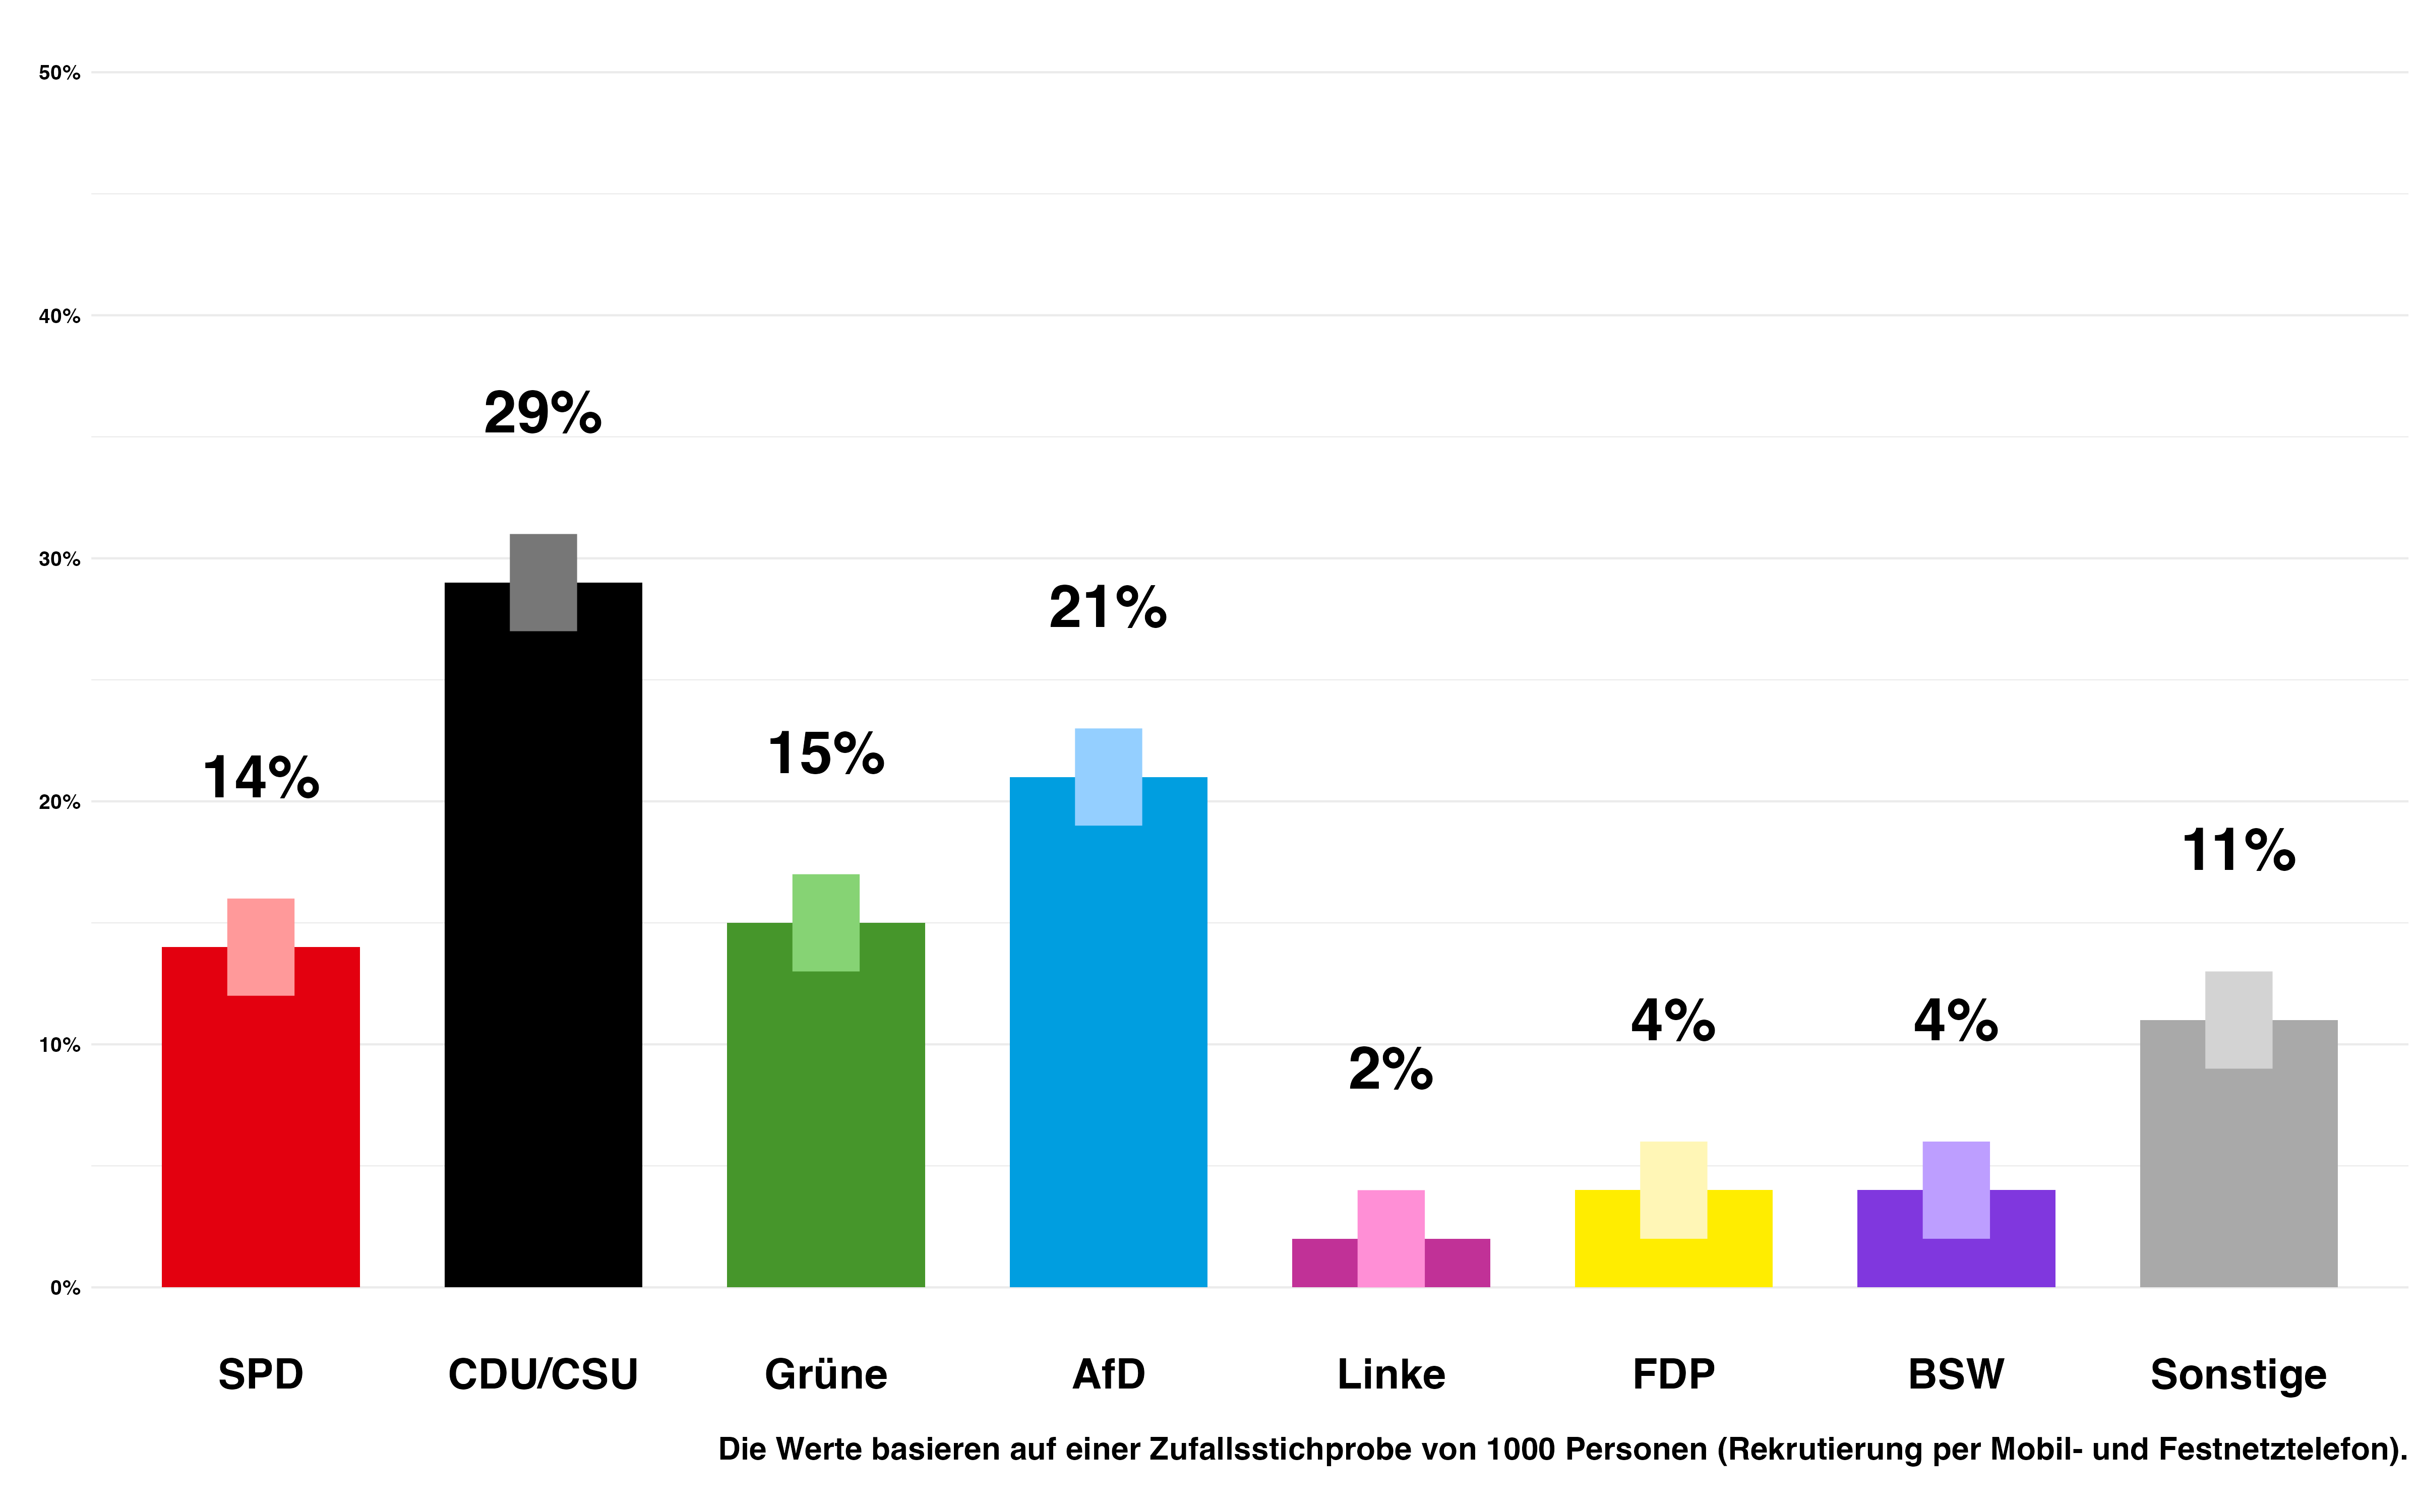 50%
40%
30%
20%
10%
0%
14%
29%
15%
21%
2%
4%
4%
11%
SPD
CDU/CSU
Grüne
AfD
Linke
FDP
BSW
Sonstige
Die Werte basieren auf einer Zufallsstichprobe von 1000 Personen (Rekrutierung per Mobil- und Festnetztelefon).